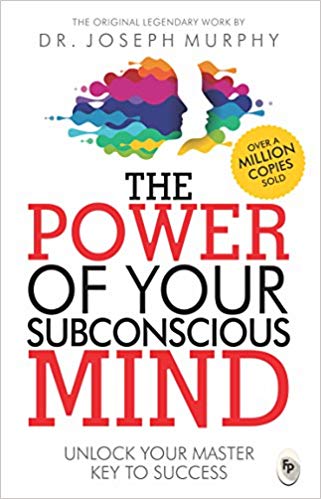 THE ORIGINAL LEGENDARY WORK BY
DR. JOSEPH MURPHY
OVER A
MILLION
COPIES
SOLD
THE
POWER
OF YOUR
SUBCONSCIOUS
MIND
UNLOCK YOUR MASTER
KEY TO SUCCESS
FP